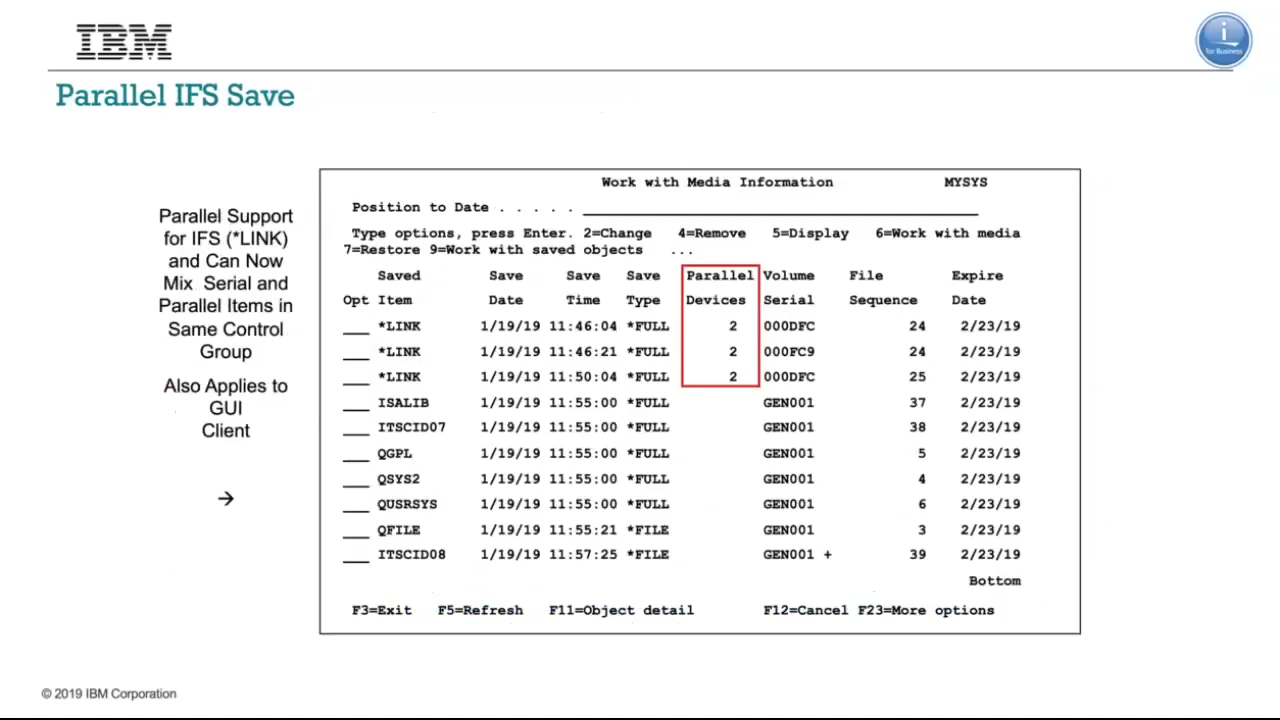 IBM
i
for Business
Parallel IFS Save
Parallel Support
for IFS (*LINK)
and Can Now
Mix Serial and
Parallel Items in
Same Control
Group
Also Applies to
GUI
Client
→
Work with Media Information MYSYS
Position to Date . . . . .
Type options, press Enter. 2=Change 4=Remove 5=Display 6=Work with media
7=Restore 9=Work with saved objects ...
Saved Save Save Save Parallel Volume File Expire
Opt Item Date Time Type Devices Serial Sequence Date
*LINK 1/19/19 11:46:04 *FULL 2 000DFC 24 2/23/19
*LINK 1/19/19 11:46:21 *FULL 2 000FC9 24 2/23/19
*LINK 1/19/19 11:50:04 *FULL 2 000DFC 25 2/23/19
ISALIB 1/19/19 11:55:00 *FULL GEN001 37 2/23/19
ITSCID07 1/19/19 11:55:00 *FULL GEN001 38 2/23/19
QGPL 1/19/19 11:55:00 *FULL GEN001 5 2/23/19
QSYS2 1/19/19 11:55:00 *FULL GEN001 4 2/23/19
QUSRSYS 1/19/19 11:55:00 *FULL GEN001 6 2/23/19
QFILE 1/19/19 11:55:21 *FILE GEN001 3 2/23/19
ITSCID08 1/19/19 11:57:25 *FILE GEN001 + 39 2/23/19
Bottom
F3=Exit F5=Refresh F11=Object detail F12=Cancel F23=More options
© 2019 IBM Corporation